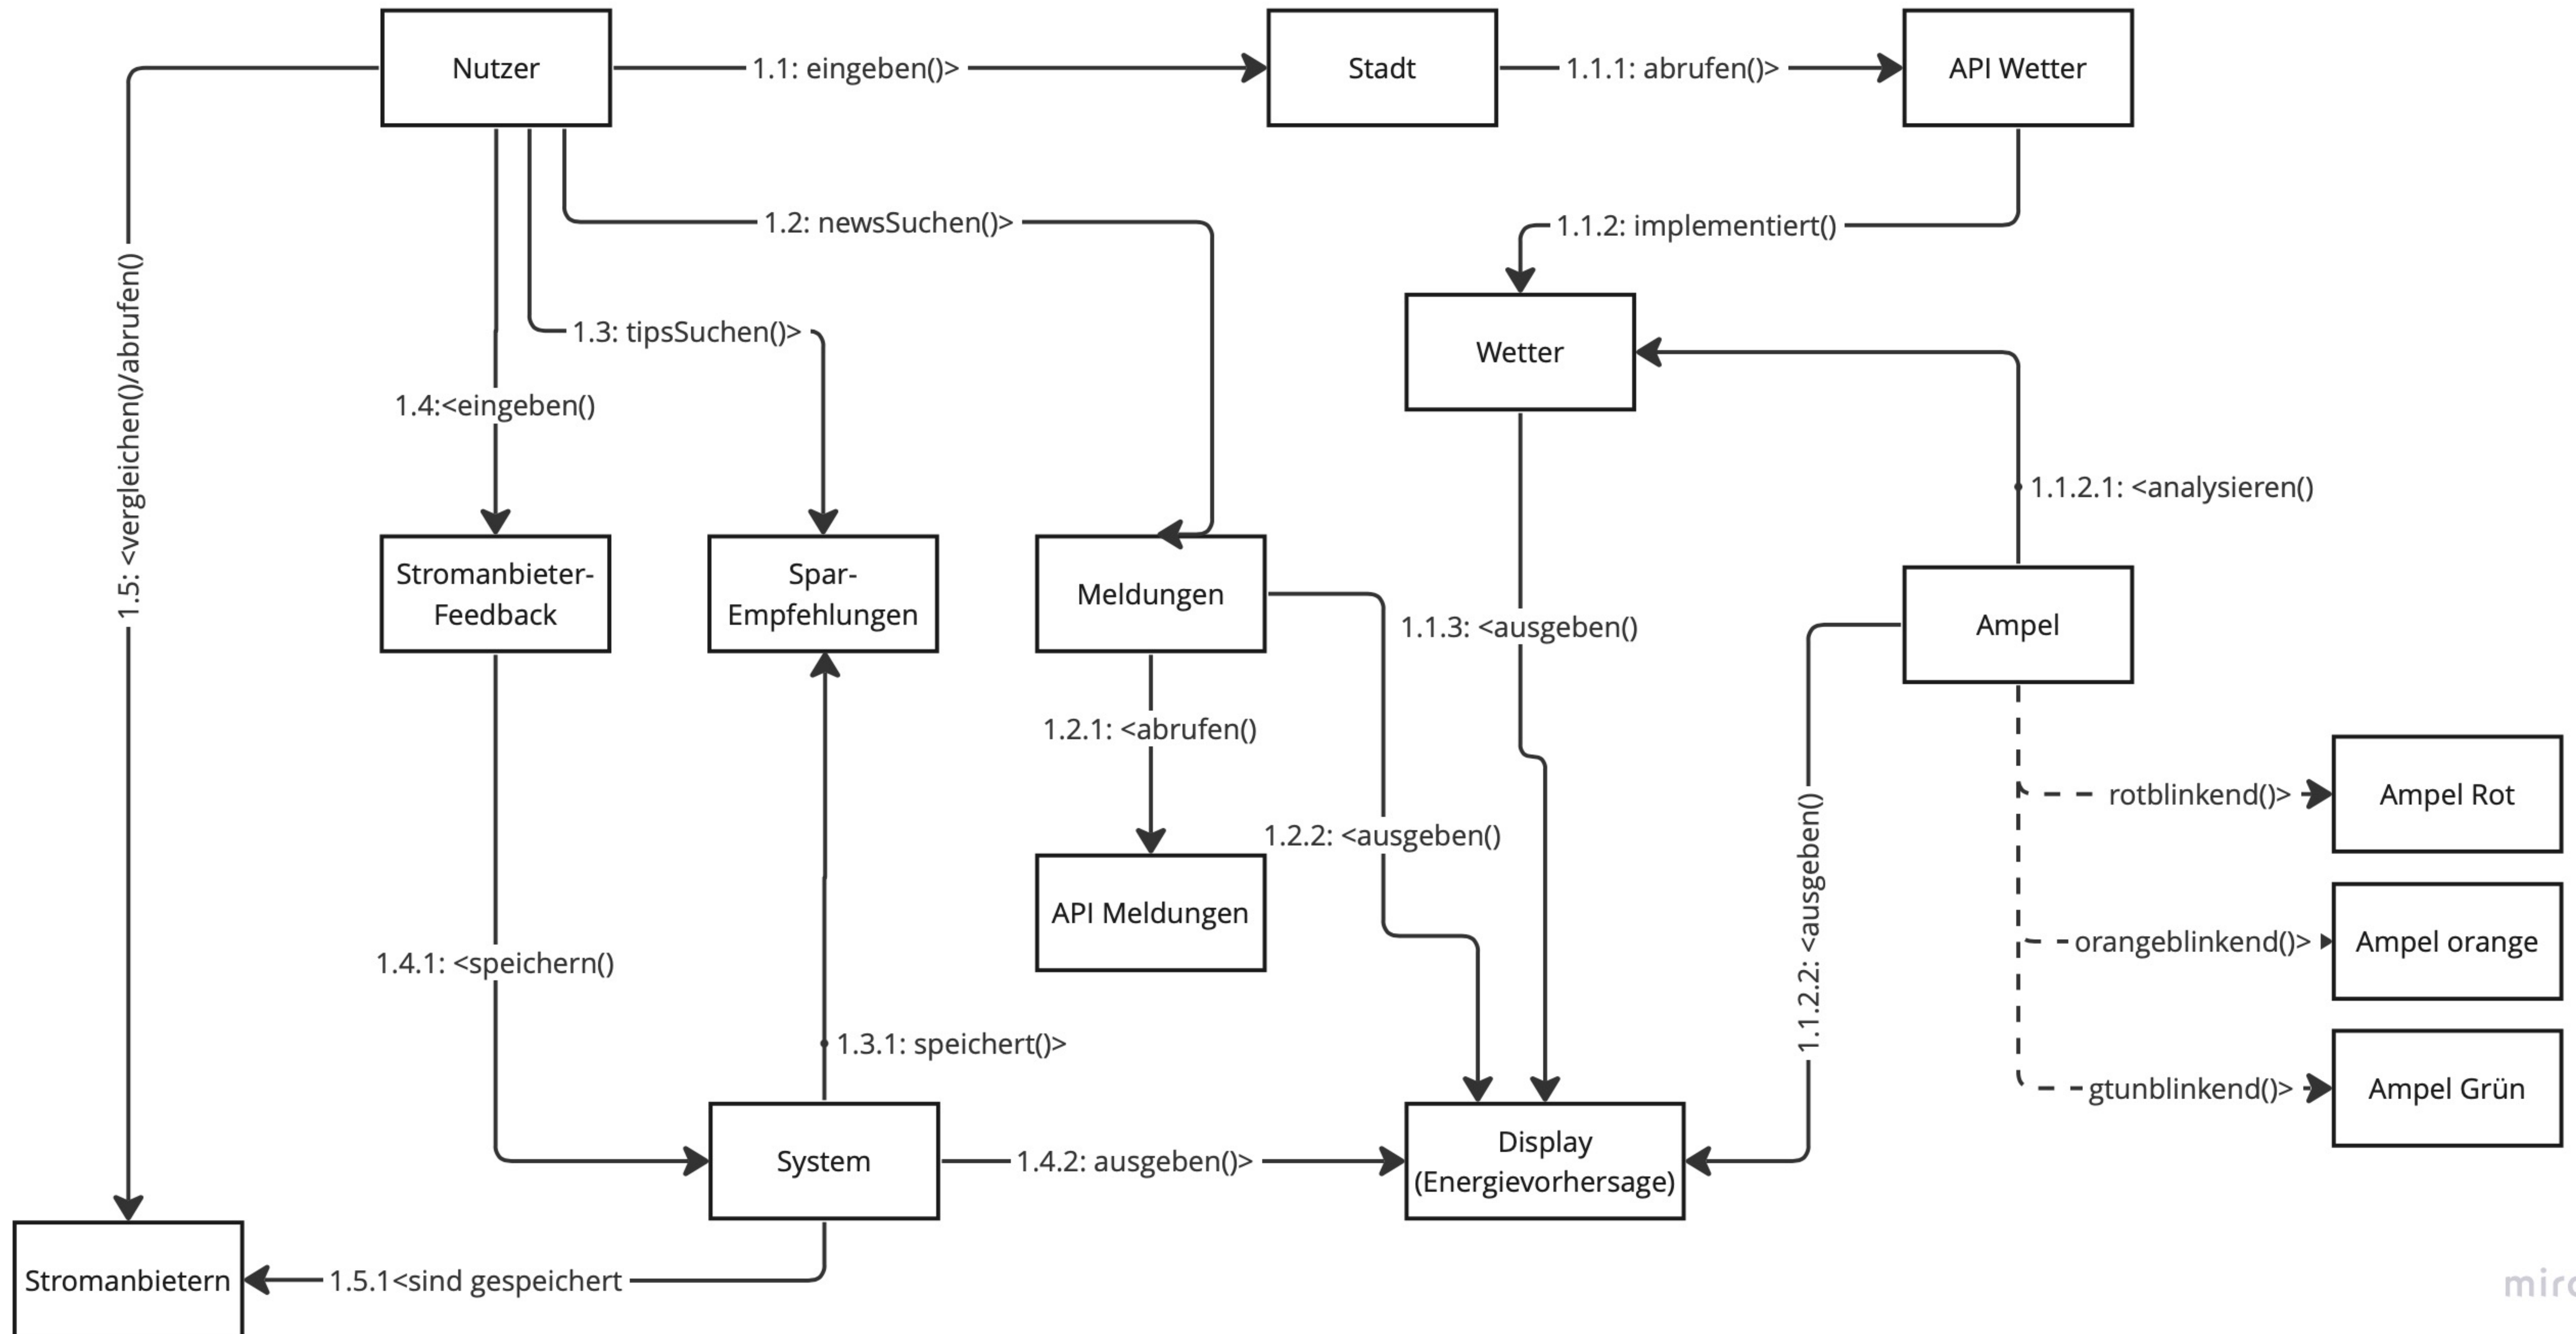 Nutzer
1.1: eingeben()>
Stadt
1.1.1: abrufen()>
API Wetter
1.2: newsSuchen()>
1.1.2: implementiert()
1.3: tipsSuchen()>
Wetter
1.4:<eingeben()
1.5: <vergleichen()/abrufen()
1.1.2.1: <analysieren()
Stromanbieter-
Feedback
Spar-
Empfehlungen
Meldungen
1.1.3: <ausgeben()
Ampel
1.2.1: <abrufen()
rotblinkend()>
Ampel Rot
1.2.2: <ausgeben()
1.1.2.2: <ausgeben()
API Meldungen
orangeblinkend()>
Ampel orange
1.4.1: <speichern()
1.3.1: speichert()>
gtunblinkend()>
Ampel Grün
System
1.4.2: ausgeben()>
Display
(Energievorhersage)
Stromanbietern
1.5.1<sind gespeichert